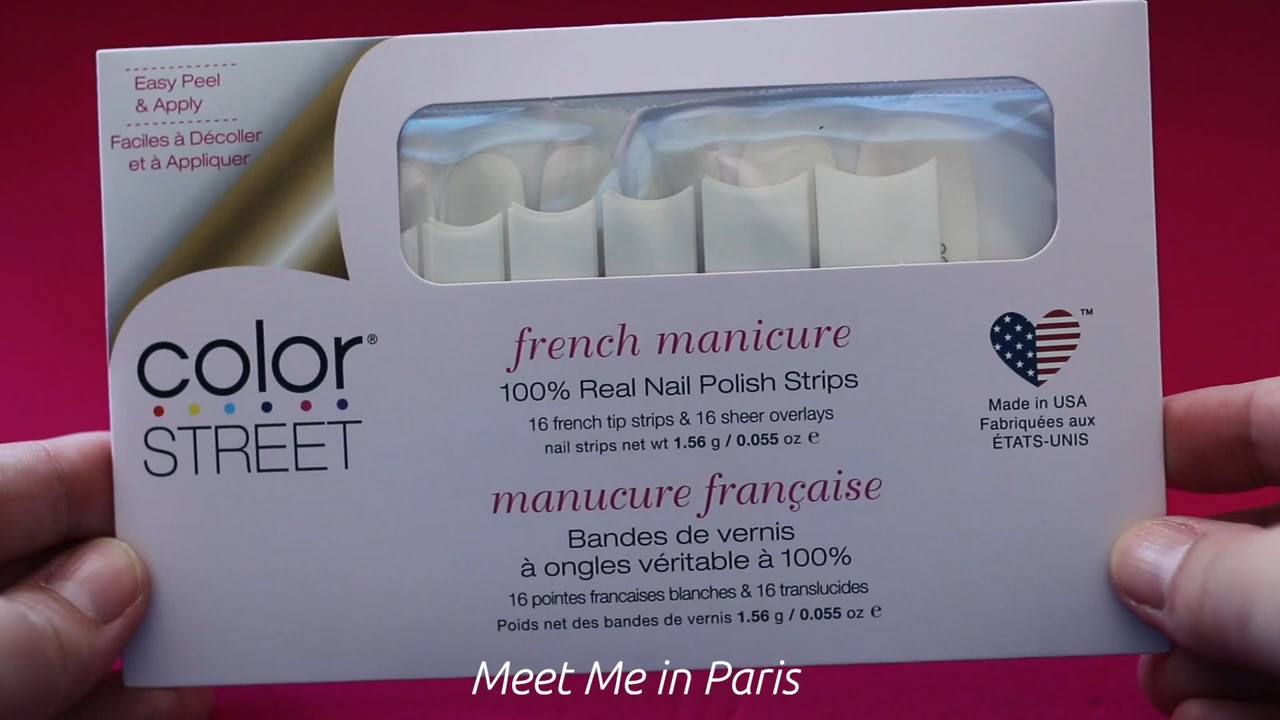 Easy Peel
& Apply
Faciles à Décoller
et à Appliquer
color®
STREET
french manicure
100% Real Nail Polish Strips
16 french tip strips & 16 sheer overlays
nail strips net wt 1.56 g / 0.055 oz e
manucure française
Bandes de vernis
à ongles véritable à 100%
16 pointes francaises blanches & 16 translucides
Poids net des bandes de vernis 1.56 g / 0.055 oz e
TM
Made in USA
Fabriquées aux
ÉTATS-UNIS
Meet Me in Paris